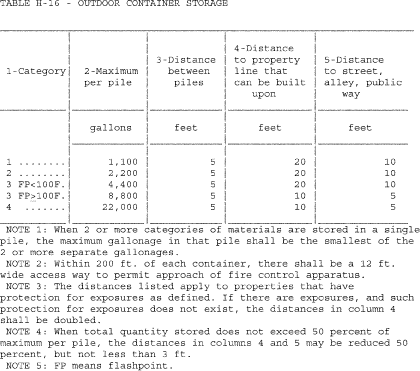 TABLE H-16 - OUTDOOR CONTAINER STORAGE
4-Distance
3-Distance to property 5-Distance
1-Category 2-Maximum between line that to street,
per pile piles can be built alley, public
upon way
gallons feet feet feet
1 ........ 1,100 5 20 10
2 ........ 2,200 5 20 10
3 FP<100F. 4,400 5 20 10
3 FP>100F. 8,800 5 10 5
4 ....... 22,000 5 10 5
NOTE 1: When 2 or more categories of materials are stored in a single
pile, the maximum gallonage in that pile shall be the smallest of the
2 or more separate gallonages.
NOTE 2: Within 200 ft. of each container, there shall be a 12 ft.
wide access way to permit approach of fire control apparatus.
NOTE 3: The distances listed apply to properties that have
protection for exposures as defined. If there are exposures, and such
protection for exposures does not exist, the distances in column 4
shall be doubled.
NOTE 4: When total quantity stored does not exceed 50 percent of
maximum per pile, the distances in columns 4 and 5 may be reduced 50
percent, but not less than 3 ft.
NOTE 5: FP means flashpoint.